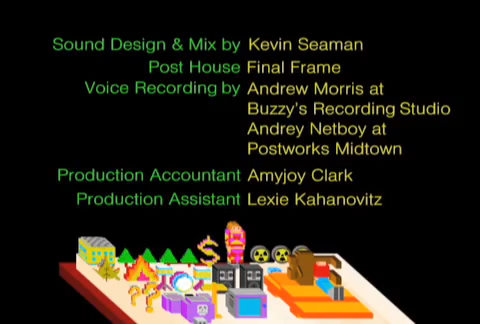 Sound Design & Mix by Kevin Seaman
Post House Final Frame
Voice Recording by Andrew Morris at
Buzzy's Recording Studio
Andrey Netboy at
Postworks Midtown
Production Accountant Amyjoy Clark
Production Assistant Lexie Kahanovitz